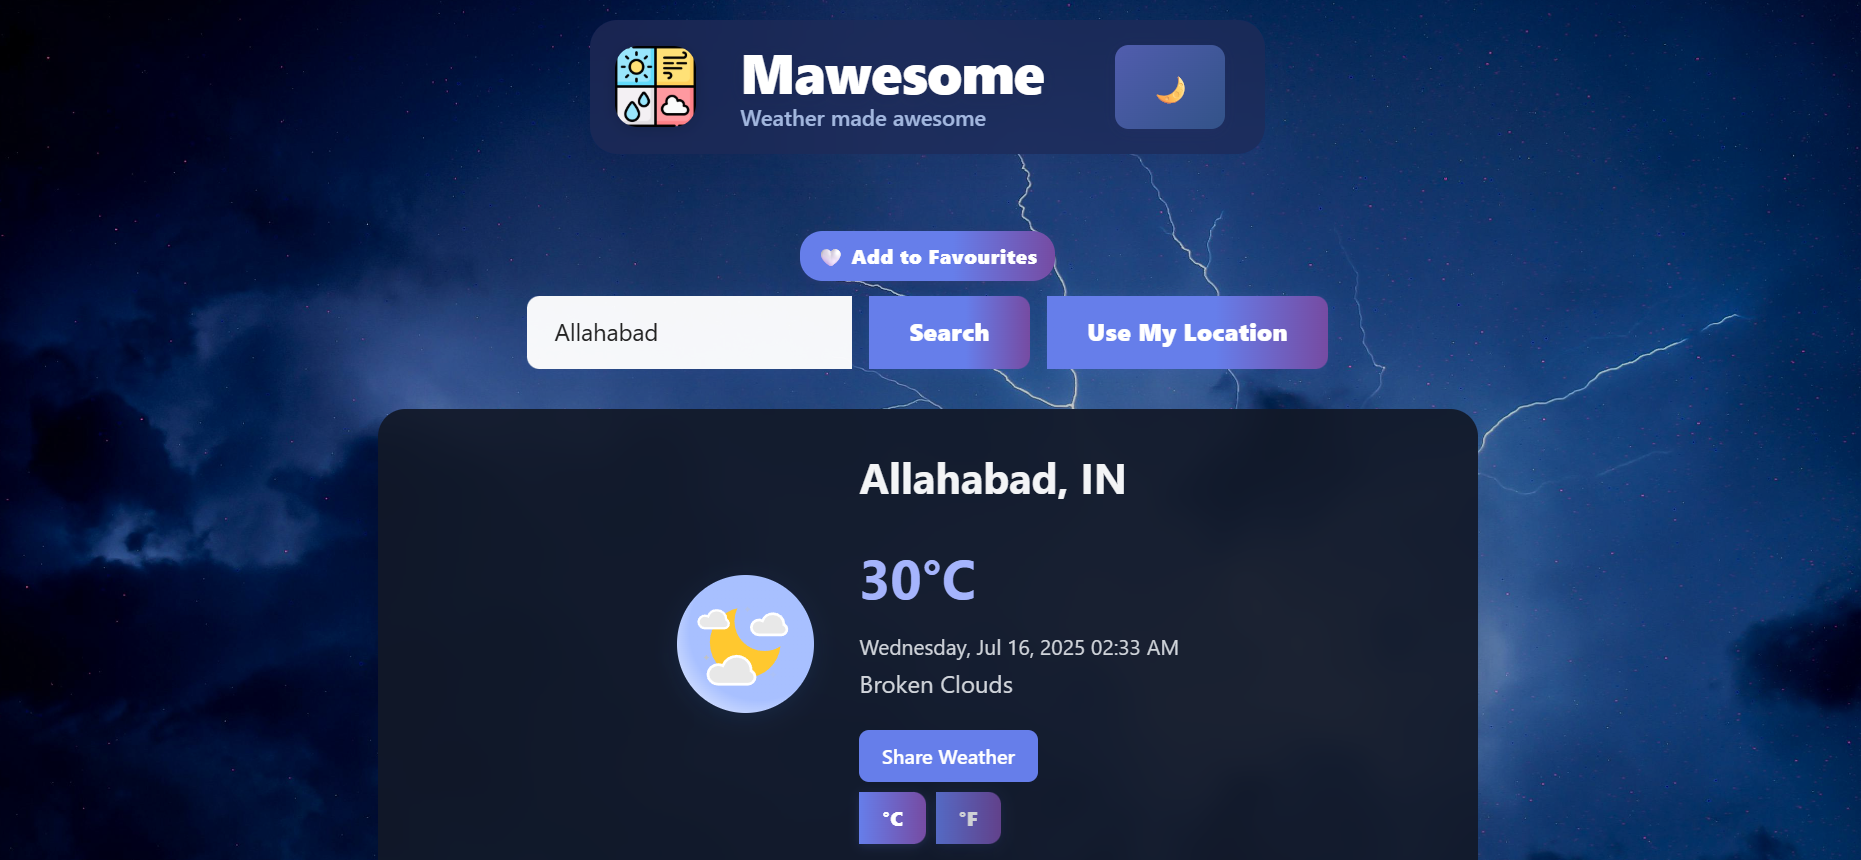 Mawesome
Weather made awesome
Add to Favourites
Allahabad
Search
Use My Location
Allahabad, IN
30°C
Wednesday, Jul 16, 2025 02:33 AM
Broken Clouds
Share Weather
°C
°F